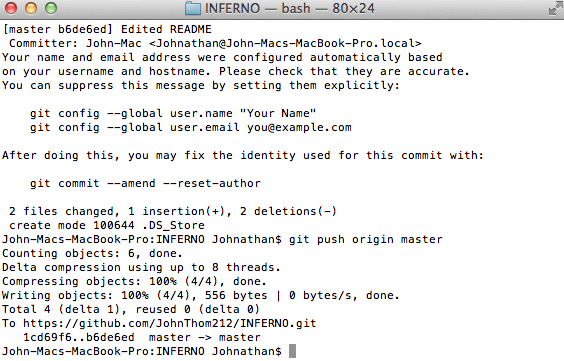 INFERNO — bash — 80×24
[master b6de6ed] Edited README
Committer: John-Mac <Johnathan@John-Macs-MacBook-Pro.local>
Your name and email address were configured automatically based
on your username and hostname. Please check that they are accurate.
You can suppress this message by setting them explicitly:
git config --global user.name "Your Name"
git config --global user.email you@example.com
After doing this, you may fix the identity used for this commit with:
git commit --amend --reset-author
2 files changed, 1 insertion(+), 2 deletions(-)
create mode 100644 .DS_Store
John-Macs-MacBook-Pro:INFERNO Johnathan$ git push origin master
Counting objects: 6, done.
Delta compression using up to 8 threads.
Compressing objects: 100% (4/4), done.
Writing objects: 100% (4/4), 556 bytes | 0 bytes/s, done.
Total 4 (delta 1), reused 0 (delta 0)
To https://github.com/JohnThom212/INFERNO.git
1cd69f6..b6de6ed  master -> master
John-Macs-MacBook-Pro:INFERNO Johnathan$